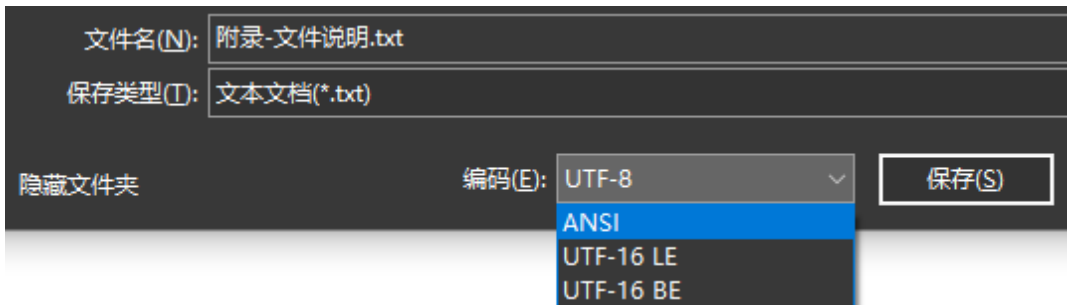 文件名(N): 附录-文件说明.txt
保存类型(T): 文本文档(*.txt)
隐藏文件夹 编码(E): UTF-8 保存(S)
ANSI
UTF-16 LE
UTF-16 BE